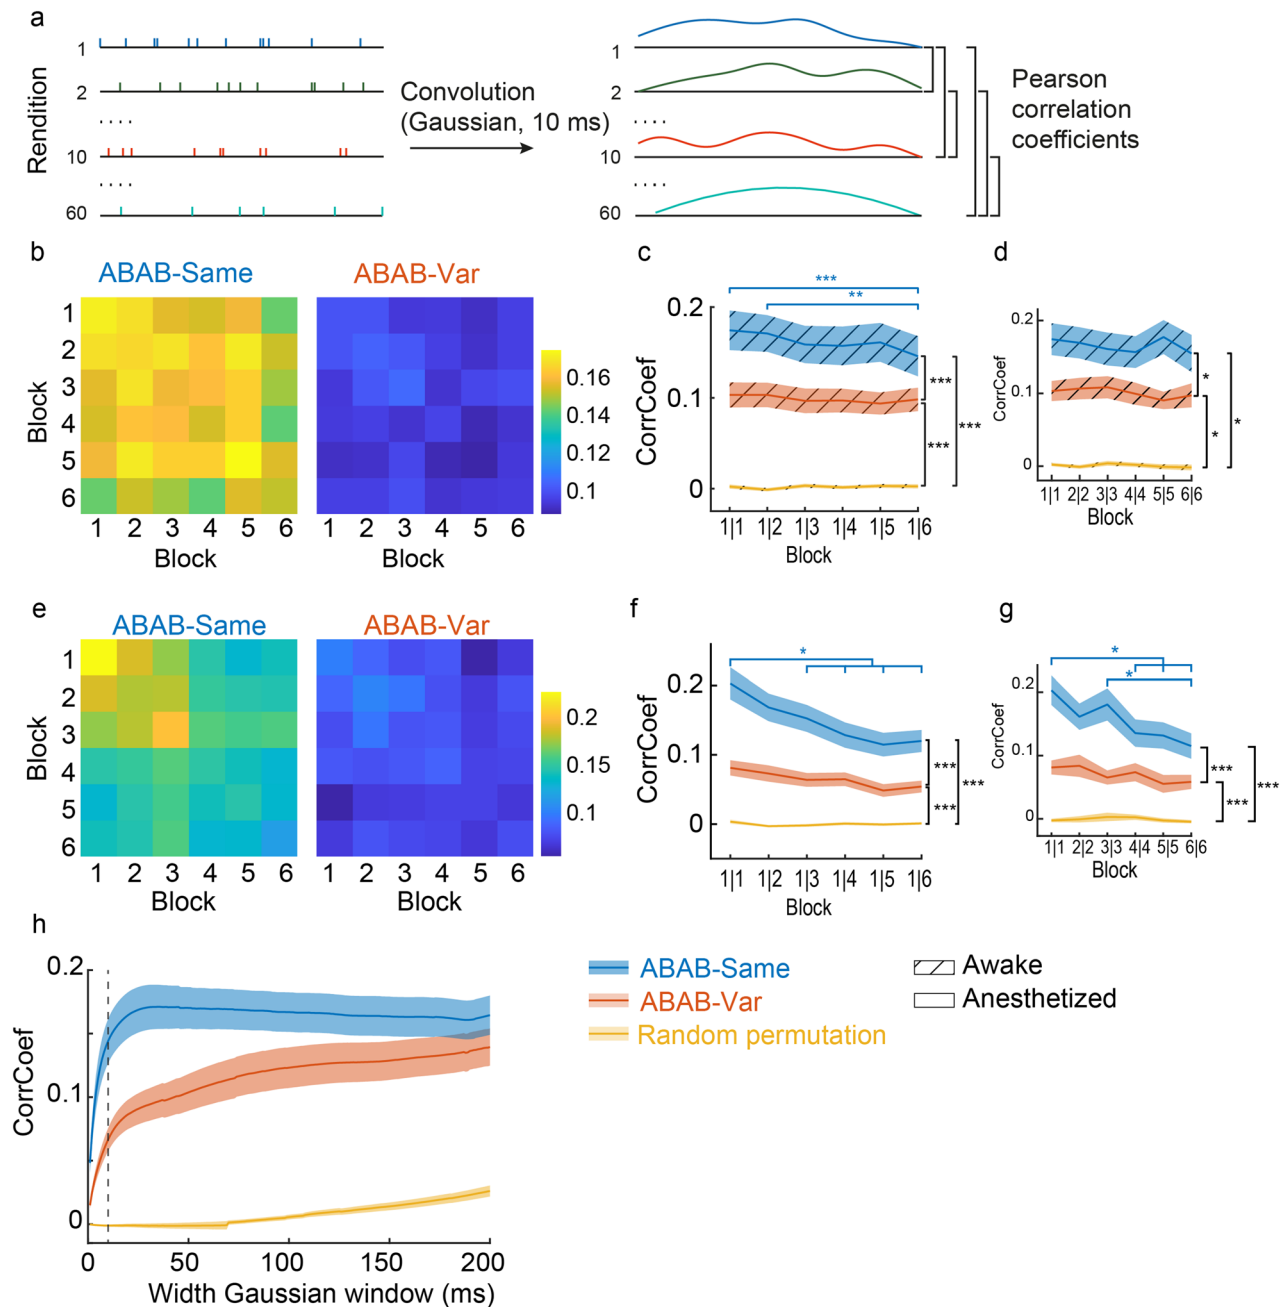 a
Rendition
1
2
. . . .
10
. . . .
60
Convolution
(Gaussian, 10 ms)
1
2
. . . .
10
. . . .
60
Pearson
correlation
coefficients
b
ABAB-Same
ABAB-Var
Block
1
2
3
4
5
6
1 2 3 4 5 6
Block
1 2 3 4 5 6
Block
0.16
0.14
0.12
0.1
c
CorrCoef
0.2
0.1
0
***
**
***
***
***
1|1 1|2 1|3 1|4 1|5 1|6
Block
d
CorrCoef
0.2
0.1
0
*
*
*
1|1 2|2 3|3 4|4 5|5 6|6
Block
e
ABAB-Same
ABAB-Var
Block
1
2
3
4
5
6
1 2 3 4 5 6
Block
1 2 3 4 5 6
Block
0.2
0.15
0.1
f
CorrCoef
0.2
0.1
0
*
***
***
***
1|1 1|2 1|3 1|4 1|5 1|6
Block
g
CorrCoef
0.2
0.1
0
*
*
***
***
***
1|1 2|2 3|3 4|4 5|5 6|6
Block
h
CorrCoef
0.2
0.1
0
0 50 100 150 200
Width Gaussian window (ms)
ABAB-Same
ABAB-Var
Random permutation
Awake
Anesthetized